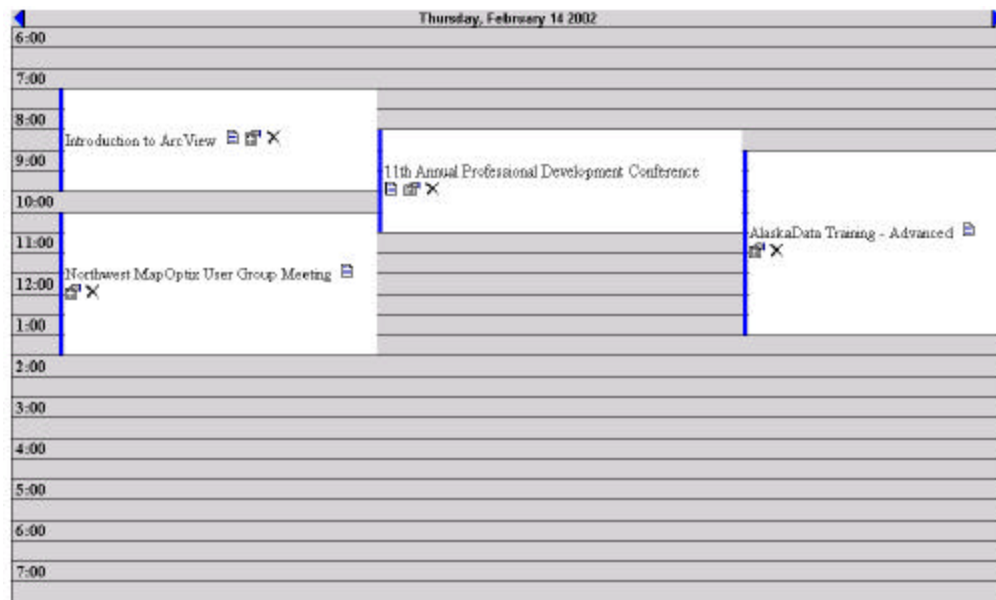 Thursday, February 14 2002
6:00
7:00
8:00
9:00
10:00
11:00
12:00
1:00
2:00
3:00
4:00
5:00
6:00
7:00
Introduction to ArcView
Northwest MapOptix User Group Meeting
11th Annual Professional Development Conference
AlaskaData Training - Advanced